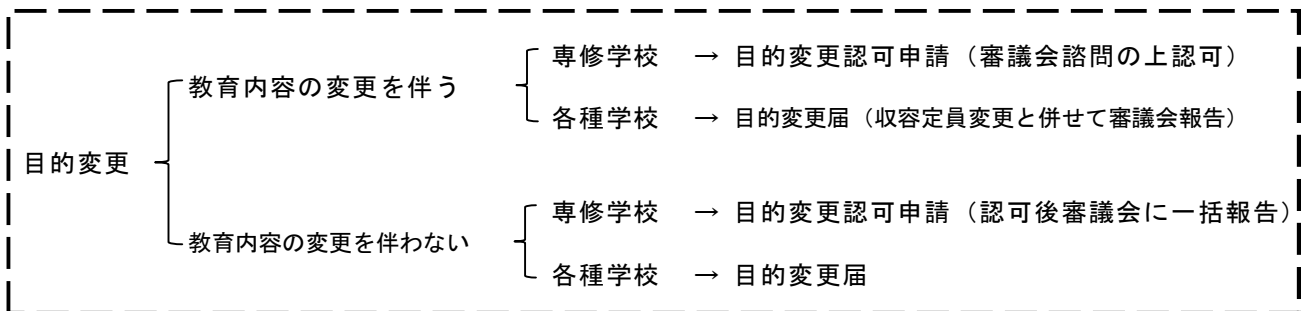 専修学校 → 目的変更認可申請（審議会諮問の上認可）
教育内容の変更を伴う
各種学校 → 目的変更届（収容定員変更と併せて審議会報告）
目的変更
専修学校 → 目的変更認可申請（認可後審議会に一括報告）
教育内容の変更を伴わない
各種学校 → 目的変更届